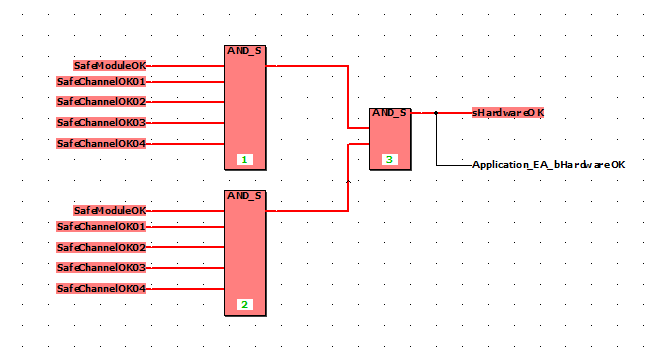 AND_S
SafeModuleOK
SafeChannelOK01
SafeChannelOK02
SafeChannelOK03
SafeChannelOK04
1
AND_S
3
sHardwareOK
Application_EA_bHardwareOK
AND_S
SafeModuleOK
SafeChannelOK01
SafeChannelOK02
SafeChannelOK03
SafeChannelOK04
2